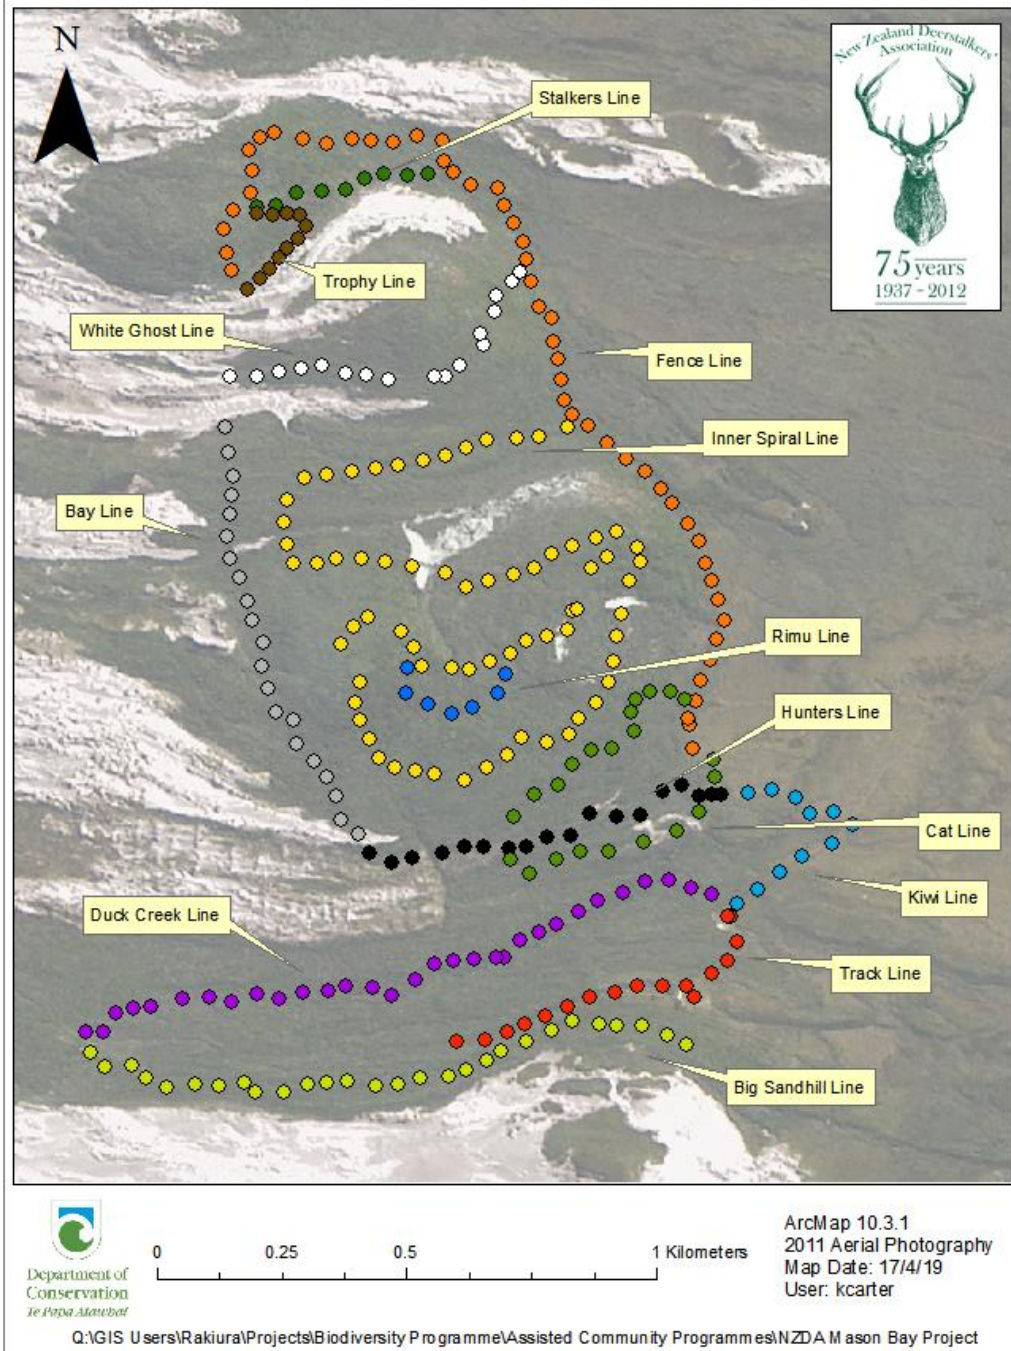 N
New Zealand Deerstalkers'
Association
75 years
1937 - 2012
Stalkers Line
Trophy Line
White Ghost Line
Fence Line
Inner Spiral Line
Bay Line
Rimu Line
Hunters Line
Cat Line
Kiwi Line
Duck Creek Line
Track Line
Big Sandhill Line
Department of
Conservation
Te Papa Atawbai
0
0.25
0.5
1 Kilometers
ArcMap 10.3.1
2011 Aerial Photography
Map Date: 17/4/19
User: kcarter
Q:\GIS Users\Rakiura\Projects\Biodiversity Programme\Assisted Community Programmes\NZDA Mason Bay Project